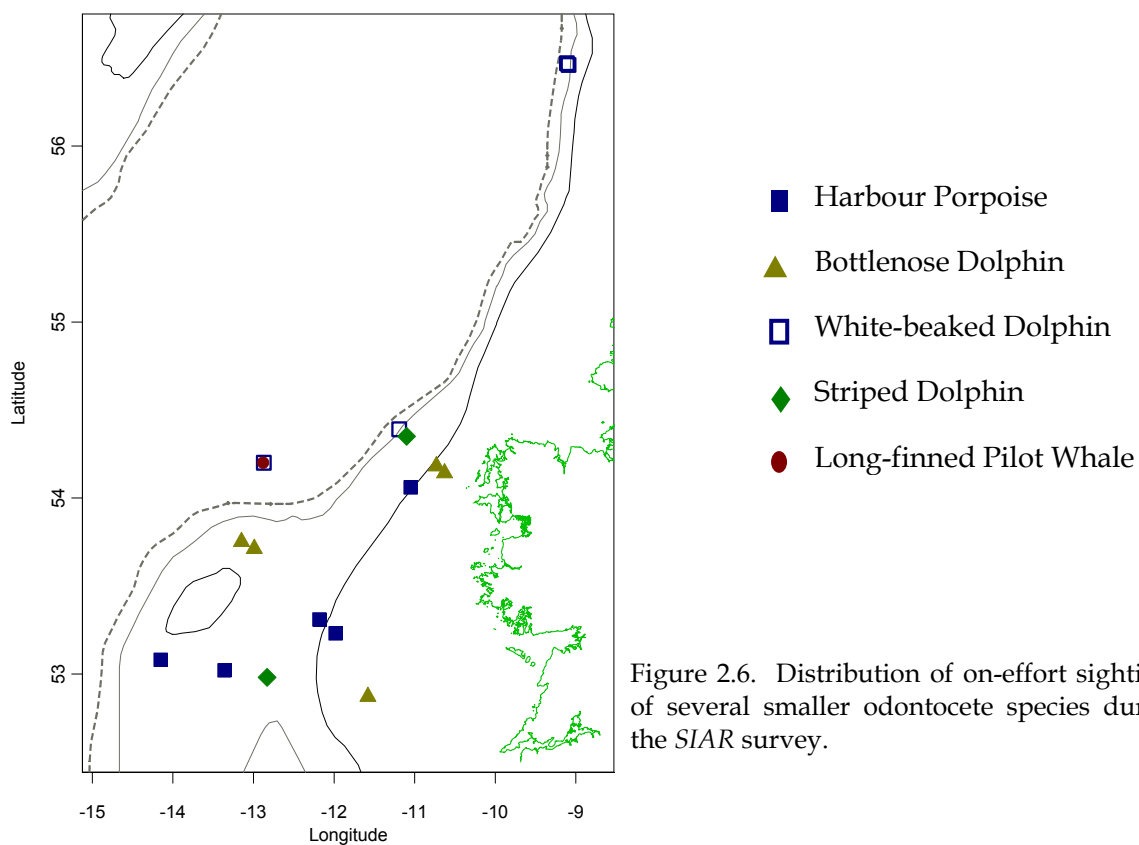 56
55
54
53
Latitude
-15 -14 -13 -12 -11 -10 -9
Longitude
Harbour Porpoise
Bottlenose Dolphin
White-beaked Dolphin
Striped Dolphin
Long-finned Pilot Whale
Figure 2.6. Distribution of on-effort sighti
of several smaller odontocete species dur
the SIAR survey.